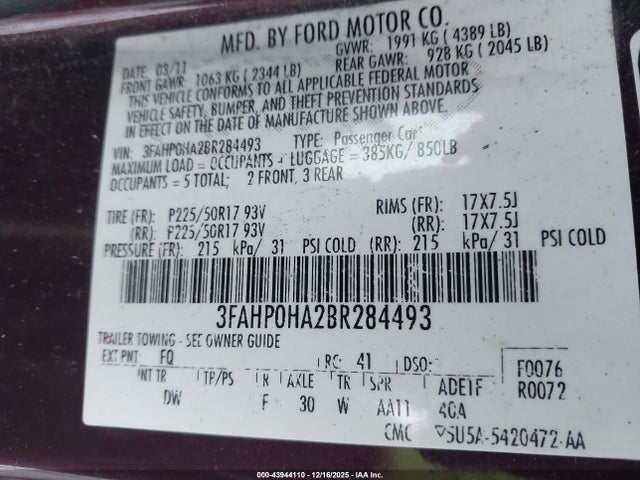 MFD. BY FORD MOTOR CO.
DATE: 03/11 GVWR: 1991 KG ( 4389 LB)
FRONT GAWR: 1063 KG ( 2344 LB) REAR GAWR: 928 KG ( 2045 LB)
THIS VEHICLE CONFORMS TO ALL APPLICABLE FEDERAL MOTOR
VEHICLE SAFETY, BUMPER, AND THEFT PREVENTION STANDARDS
IN EFFECT ON THE DATE OF MANUFACTURE SHOWN ABOVE.
VIN: 3FAHP0HA2BR284493 TYPE: Passenger Car
MAXIMUM LOAD = OCCUPANTS + LUGGAGE = 385KG/ 850LB
OCCUPANTS = 5 TOTAL; 2 FRONT, 3 REAR
TIRE (FR): P225/50R17 93V RIMS (FR): 17X7.5J
(RR): P225/50R17 93V (RR): 17X7.5J
PRESSURE (FR): 215 kPa/ 31 PSI COLD (RR): 215 kPa/ 31 PSI COLD
3FAHP0HA2BR284493
TRAILER TOWING - SEE OWNER GUIDE
EXT PNT: FQ RC: 41 DSO: F0076
INT TR TP/PS R AXLE TR SPR ADE1F R0072
DW F 30 W AA11 4GA
CMC 5U5A-5420472-AA
000-43944110 - 12/16/2025 - IAAI.com